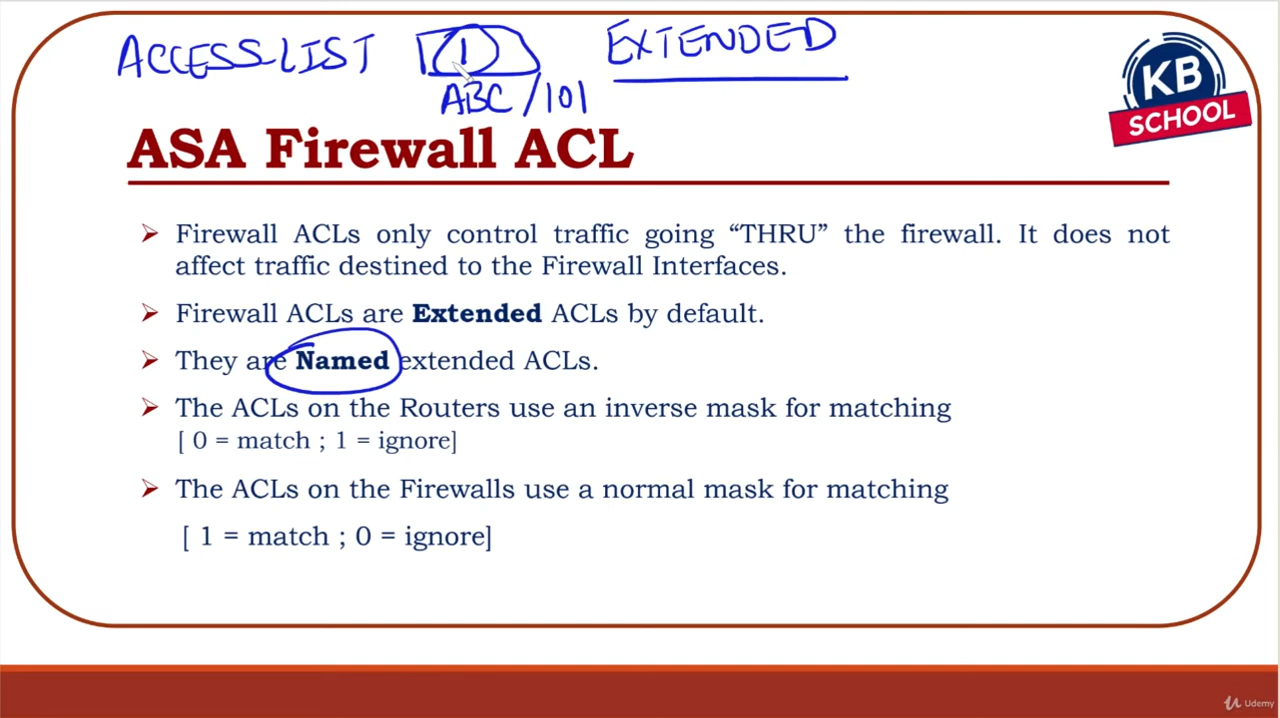 ACCESSLIST 1 EXTENDED
ABC/101
KB
SCHOOL
ASA Firewall ACL
➤ Firewall ACLs only control traffic going “THRU” the firewall. It does not
affect traffic destined to the Firewall Interfaces.
➤ Firewall ACLs are Extended ACLs by default.
➤ They are Named extended ACLs.
➤ The ACLs on the Routers use an inverse mask for matching
[ 0 = match ; 1 = ignore]
➤ The ACLs on the Firewalls use a normal mask for matching
[ 1 = match ; 0 = ignore]
Udemy